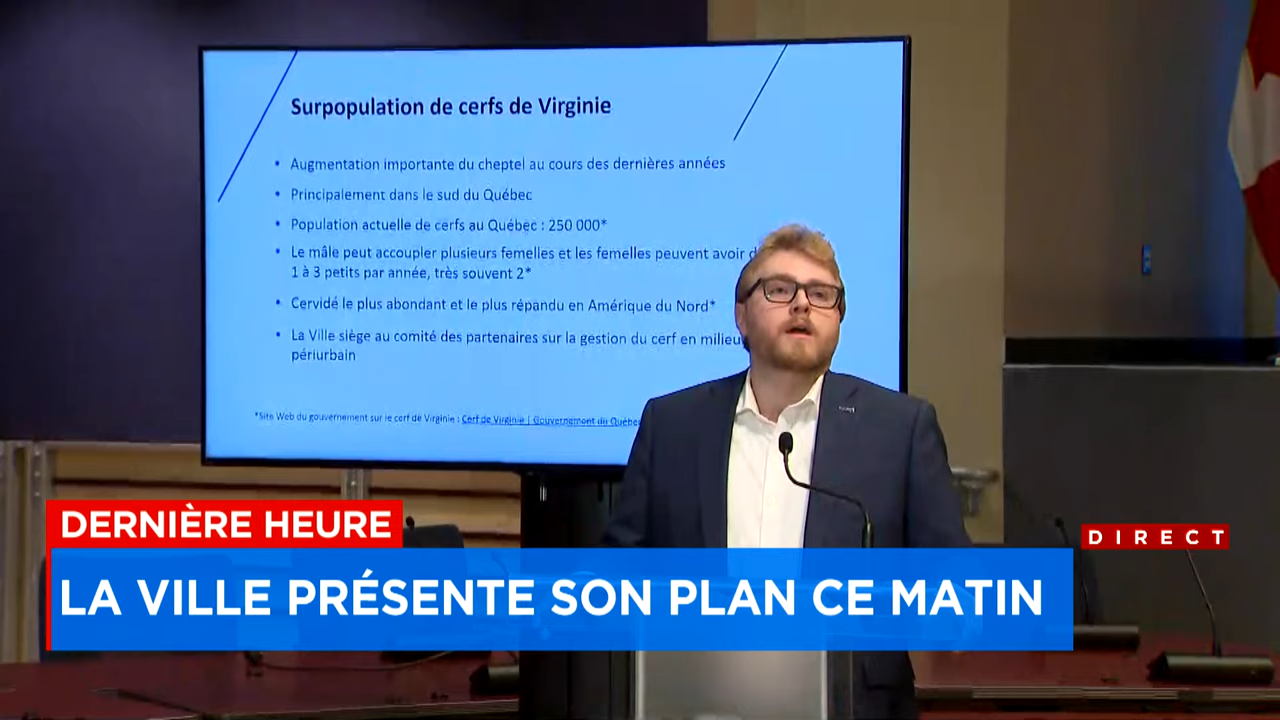 Surpopulation de cerfs de Virginie
• Augmentation importante du cheptel au cours des dernières années
• Principalement dans le sud du Québec
• Population actuelle de cerfs au Québec : 250 000*
• Le mâle peut accoupler plusieurs femelles et les femelles peuvent avoir
1 à 3 petits par année, très souvent 2*
• Cervidé le plus abondant et le plus répandu en Amérique du Nord*
• La Ville siège au comité des partenaires sur la gestion du cerf en milieu
périurbain
*Site Web du gouvernement sur le cerf de Virginie : Cerf de Virginie | Gouvernement du Québec
DERNIÈRE HEURE
DIRECT
LA VILLE PRÉSENTE SON PLAN CE MATIN